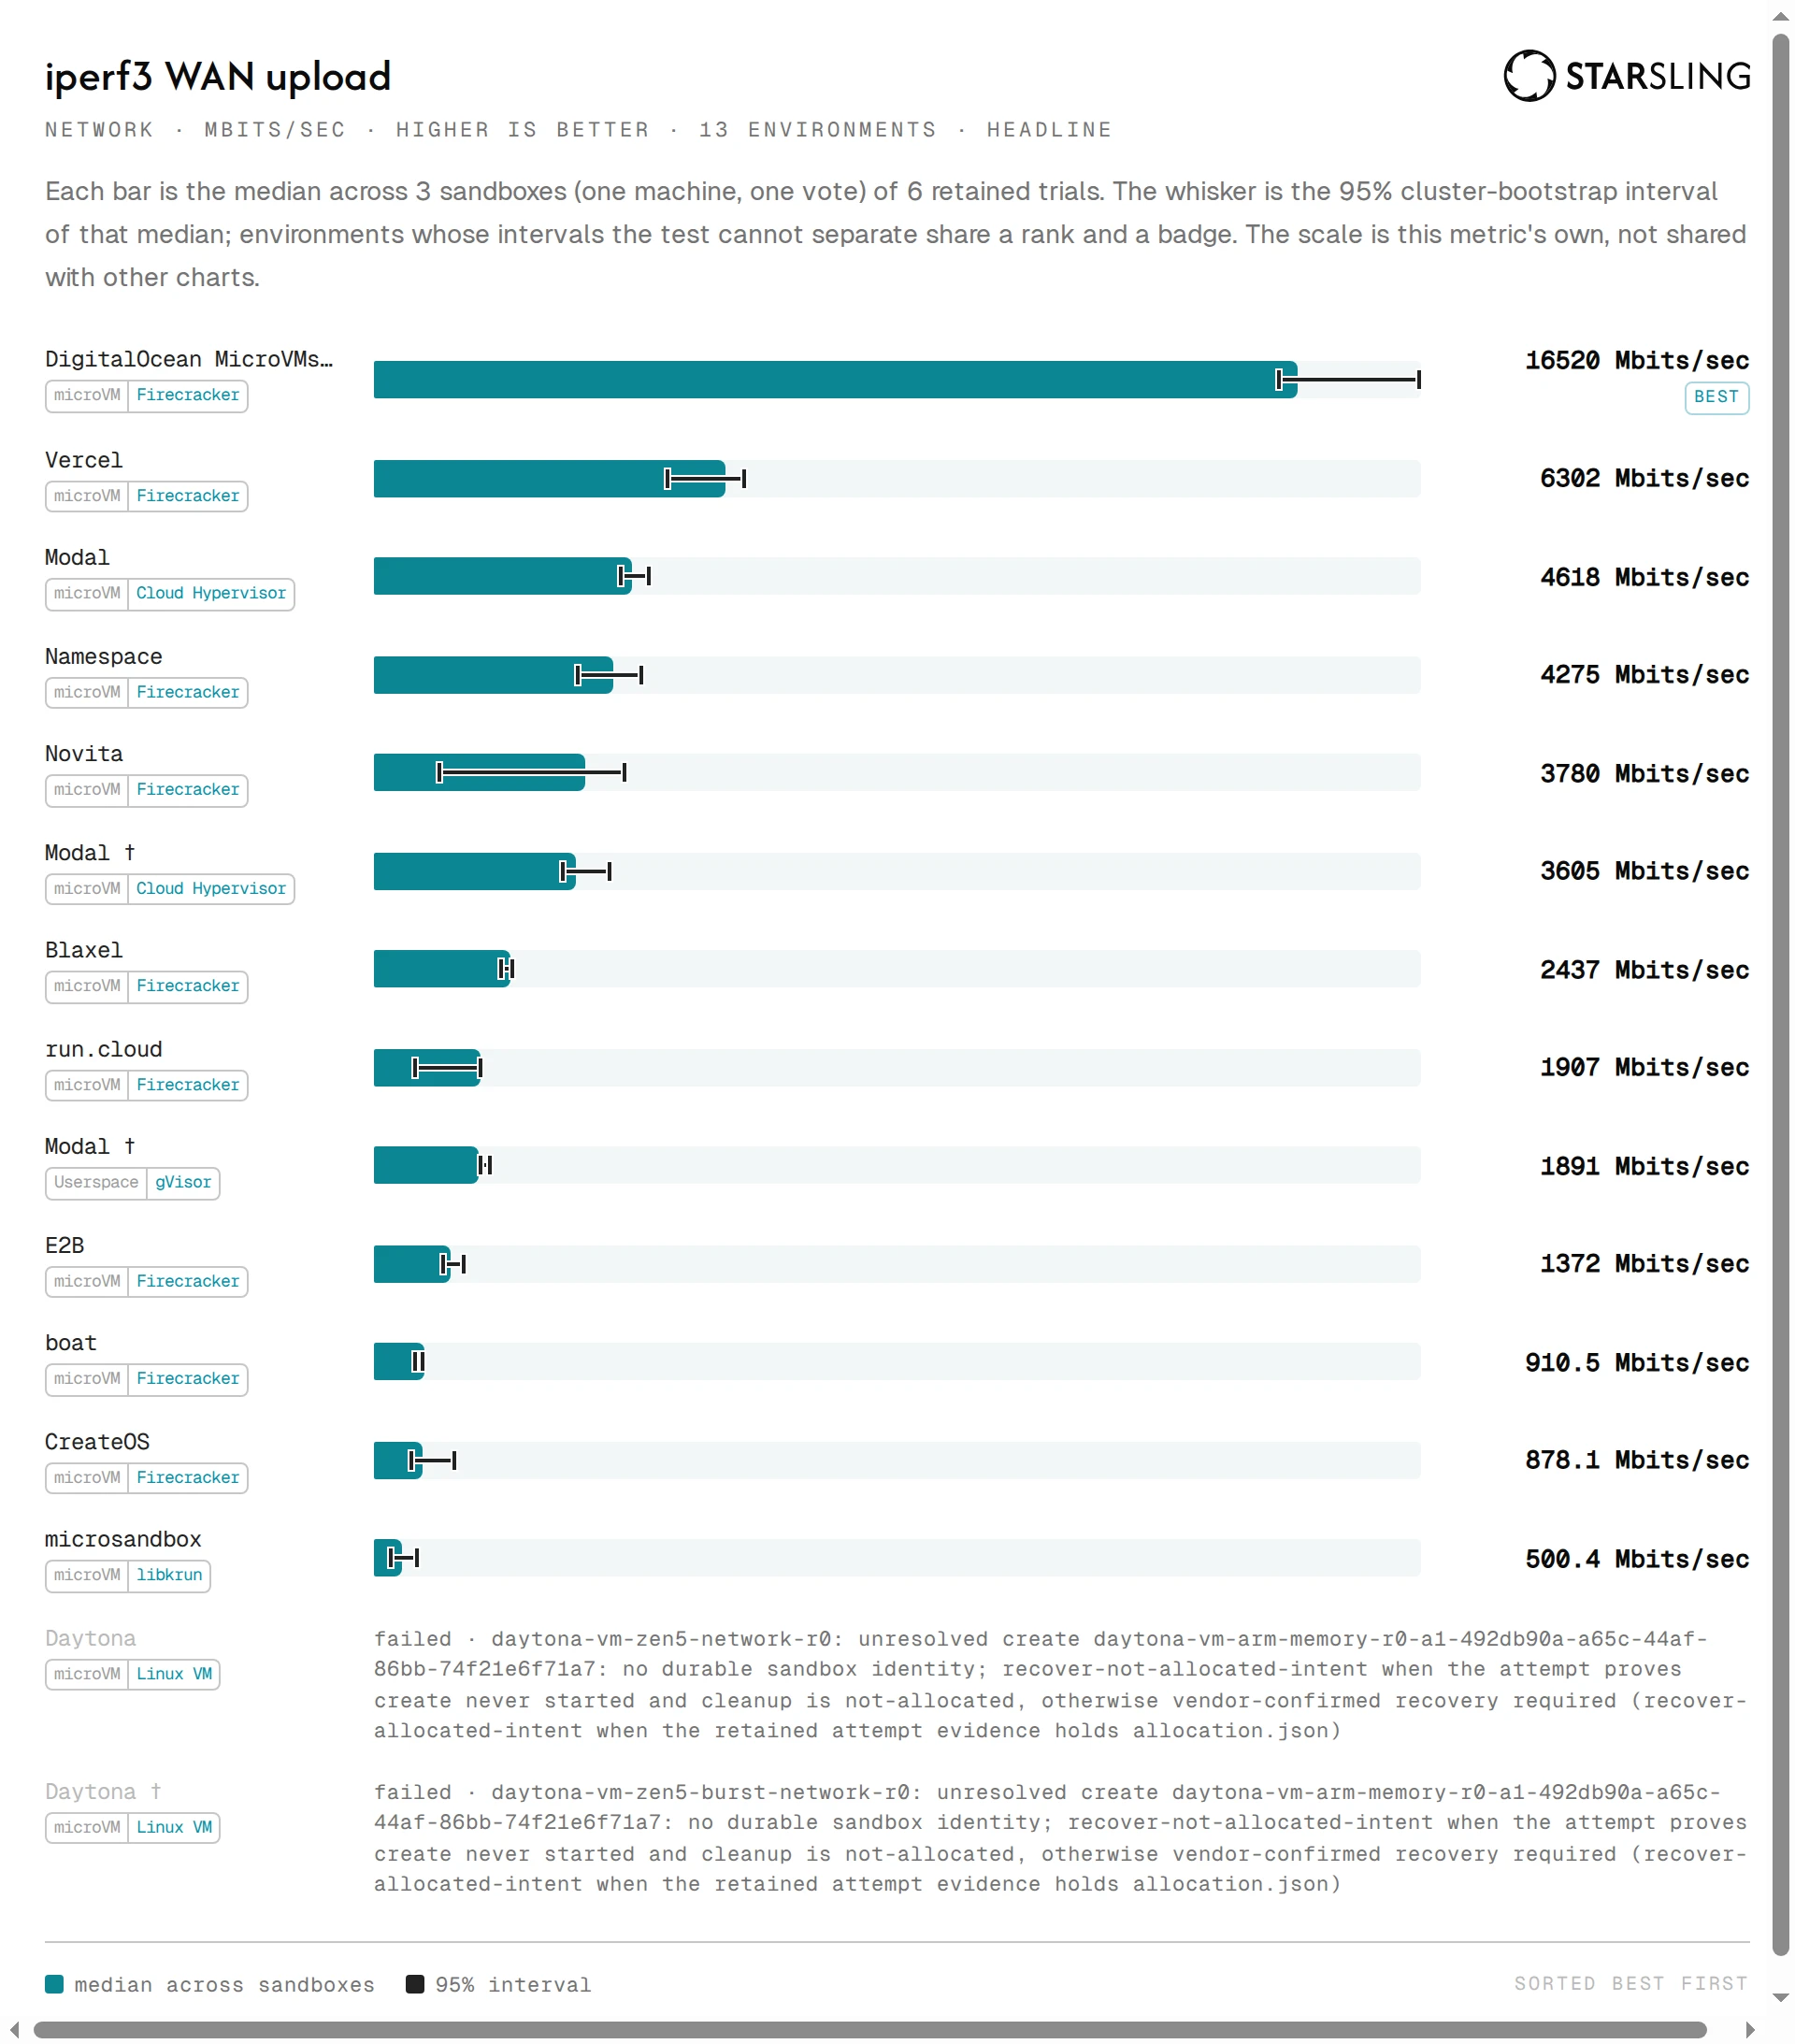 iperf3 WAN upload
STARSLING
NETWORK · MBITS/SEC · HIGHER IS BETTER · 13 ENVIRONMENTS · HEADLINE
Each bar is the median across 3 sandboxes (one machine, one vote) of 6 retained trials. The whisker is the 95% cluster-bootstrap interval
of that median; environments whose intervals the test cannot separate share a rank and a badge. The scale is this metric's own, not shared
with other charts.
DigitalOcean MicroVMs…
16520 Mbits/sec
microVM Firecracker
BEST
Vercel
microVM Firecracker
6302 Mbits/sec
Modal
microVM Cloud Hypervisor
4618 Mbits/sec
Namespace
microVM Firecracker
4275 Mbits/sec
Novita
microVM Firecracker
3780 Mbits/sec
Modal †
microVM Cloud Hypervisor
3605 Mbits/sec
Blaxel
microVM Firecracker
2437 Mbits/sec
run.cloud
microVM Firecracker
1907 Mbits/sec
Modal †
Userspace gVisor
1891 Mbits/sec
E2B
microVM Firecracker
1372 Mbits/sec
boat
microVM Firecracker
910.5 Mbits/sec
CreateOS
microVM Firecracker
878.1 Mbits/sec
microsandbox
microVM libkrun
500.4 Mbits/sec
Daytona
microVM Linux VM
failed · daytona-vm-zen5-network-r0: unresolved create daytona-vm-arm-memory-r0-a1-492db90a-a65c-44af-
86bb-74f21e6f71a7: no durable sandbox identity; recover-not-allocated-intent when the attempt proves
create never started and cleanup is not-allocated, otherwise vendor-confirmed recovery required (recover-
allocated-intent when the retained attempt evidence holds allocation.json)
Daytona †
microVM Linux VM
failed · daytona-vm-zen5-burst-network-r0: unresolved create daytona-vm-arm-memory-r0-a1-492db90a-a65c-
44af-86bb-74f21e6f71a7: no durable sandbox identity; recover-not-allocated-intent when the attempt proves
create never started and cleanup is not-allocated, otherwise vendor-confirmed recovery required (recover-
allocated-intent when the retained attempt evidence holds allocation.json)
median across sandboxes
95% interval
SORTED BEST FIRST